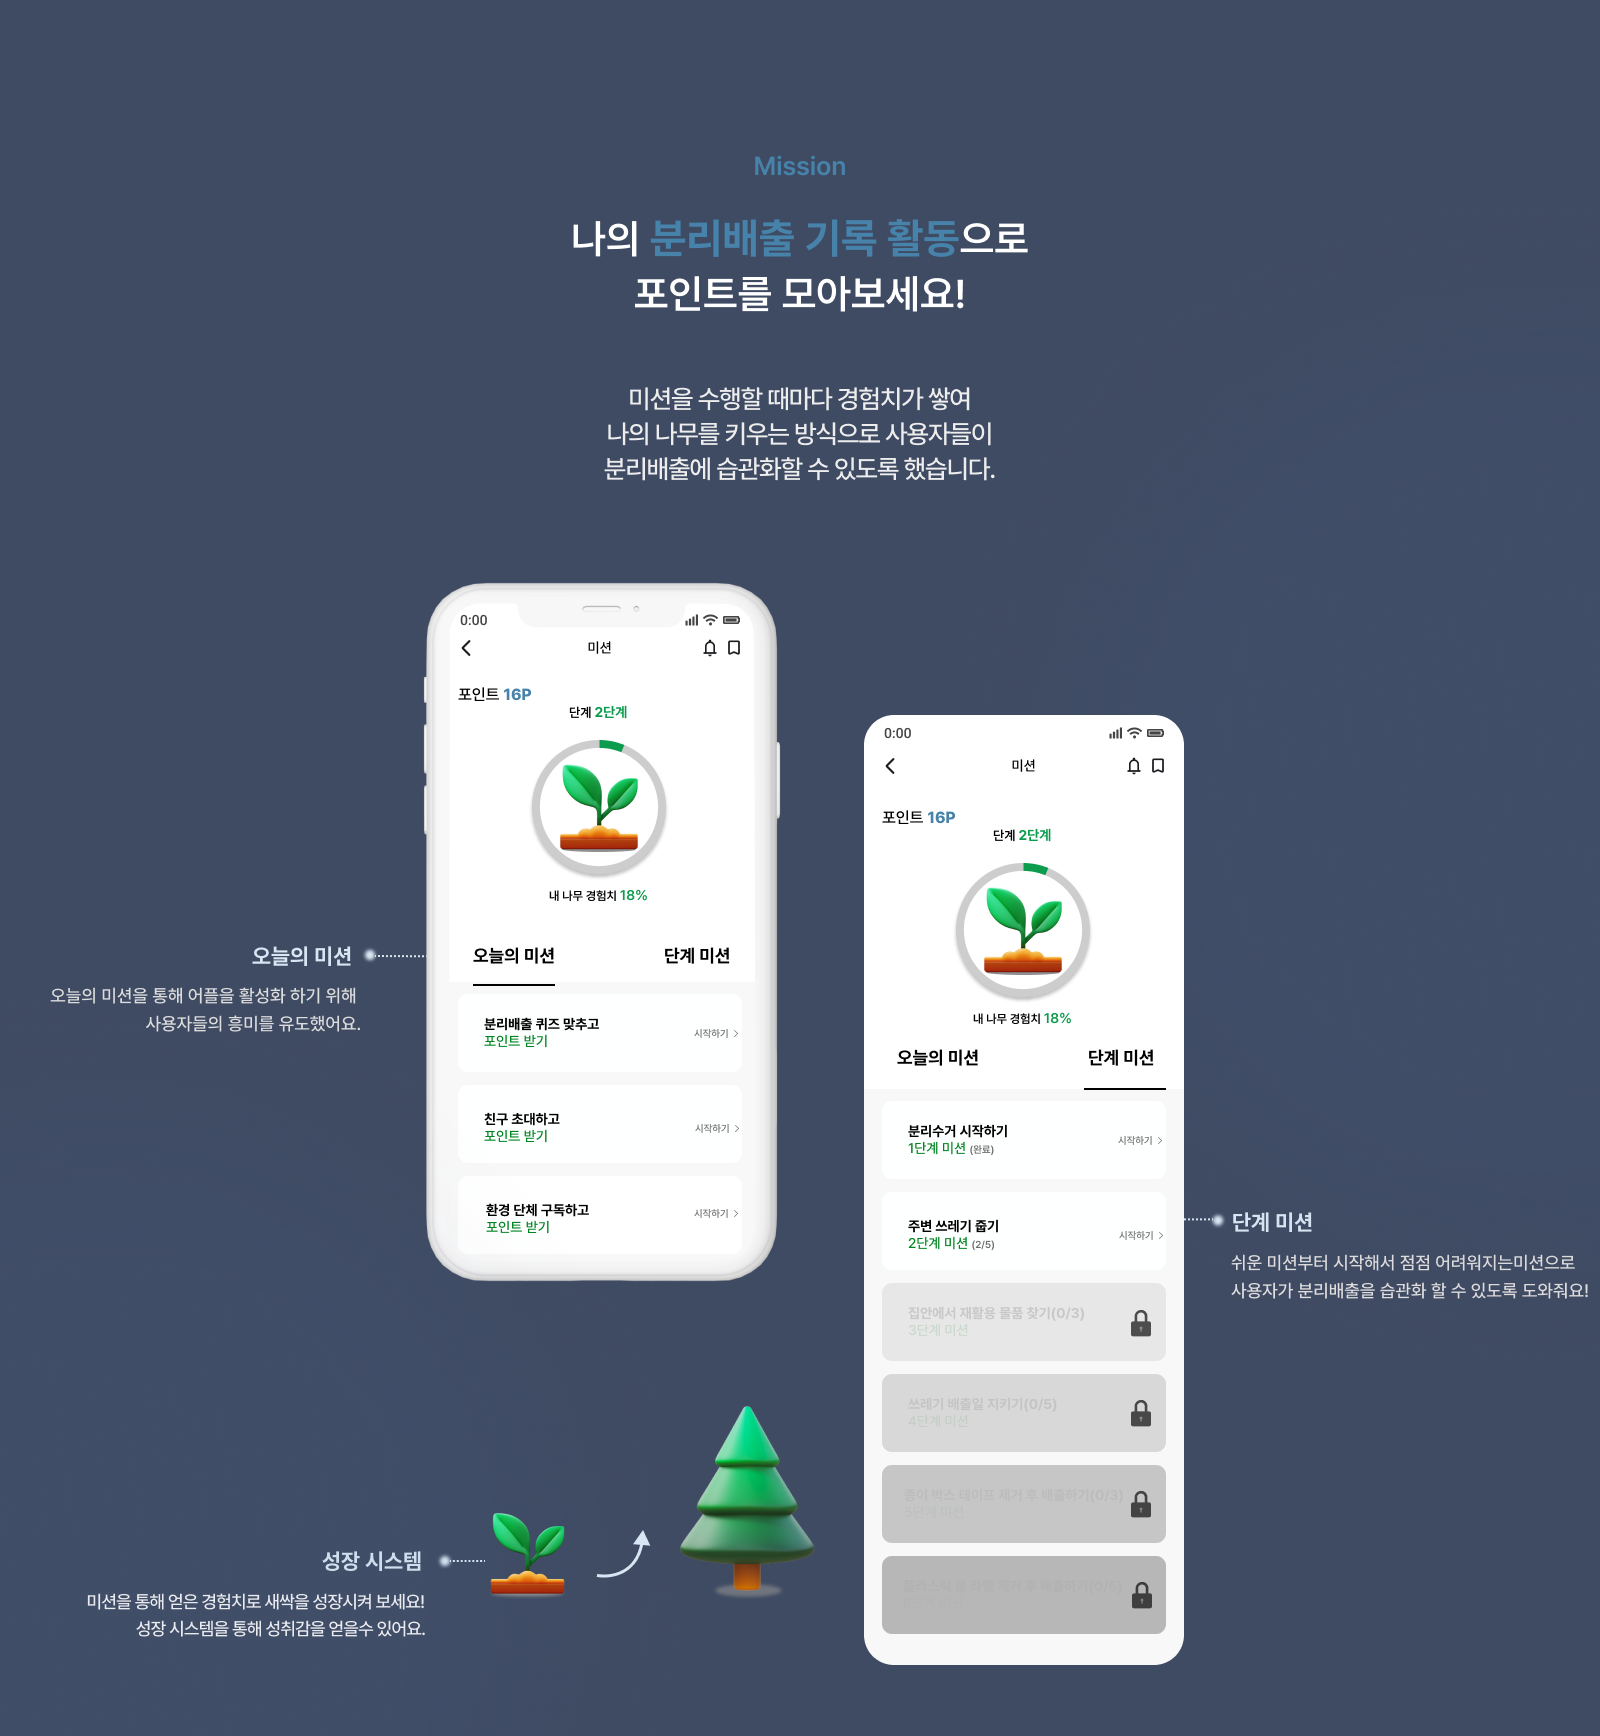 Mission
나의 분리배출 기록 활동으로
포인트를 모아보세요!
미션을 수행할 때마다 경험치가 쌓여
나의 나무를 키우는 방식으로 사용자들이
분리배출에 습관화할 수 있도록 했습니다.
0:00
미션
포인트 16P
단계 2단계
내 나무 경험치 18%
오늘의 미션
단계 미션
분리배출 퀴즈 맞추고
포인트 받기
시작하기
친구 초대하고
포인트 받기
시작하기
환경 단체 구독하고
포인트 받기
시작하기
오늘의 미션
오늘의 미션을 통해 어플을 활성화 하기 위해
사용자들의 흥미를 유도했어요.
0:00
미션
포인트 16P
단계 2단계
내 나무 경험치 18%
오늘의 미션
단계 미션
분리수거 시작하기
1단계 미션 (완료)
시작하기
주변 쓰레기 줍기
2단계 미션 (2/5)
시작하기
집안에서 재활용 물품 찾기(0/3)
3단계 미션
쓰레기 배출일 지키기(0/5)
4단계 미션
종이 박스 테이프 제거 후 배출하기(0/3)
5단계 미션
단계 미션
쉬운 미션부터 시작해서 점점 어려워지는미션으로
사용자가 분리배출을 습관화 할 수 있도록 도와줘요!
성장 시스템
미션을 통해 얻은 경험치로 새싹을 성장시켜 보세요!
성장 시스템을 통해 성취감을 얻을수 있어요.